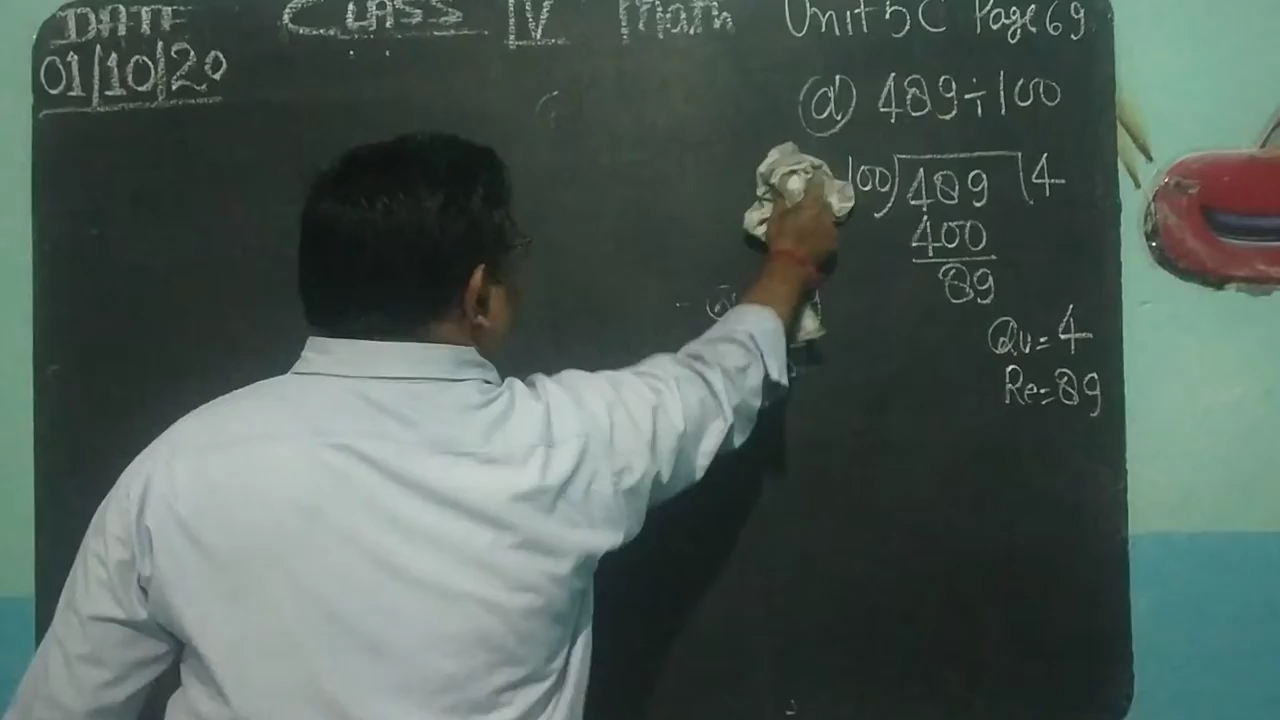 DATE CLASS IV Math Unit 5C Page 69
01/10/20
(d) 489÷100
100)489(4
400
89
Qu=4
Re=89